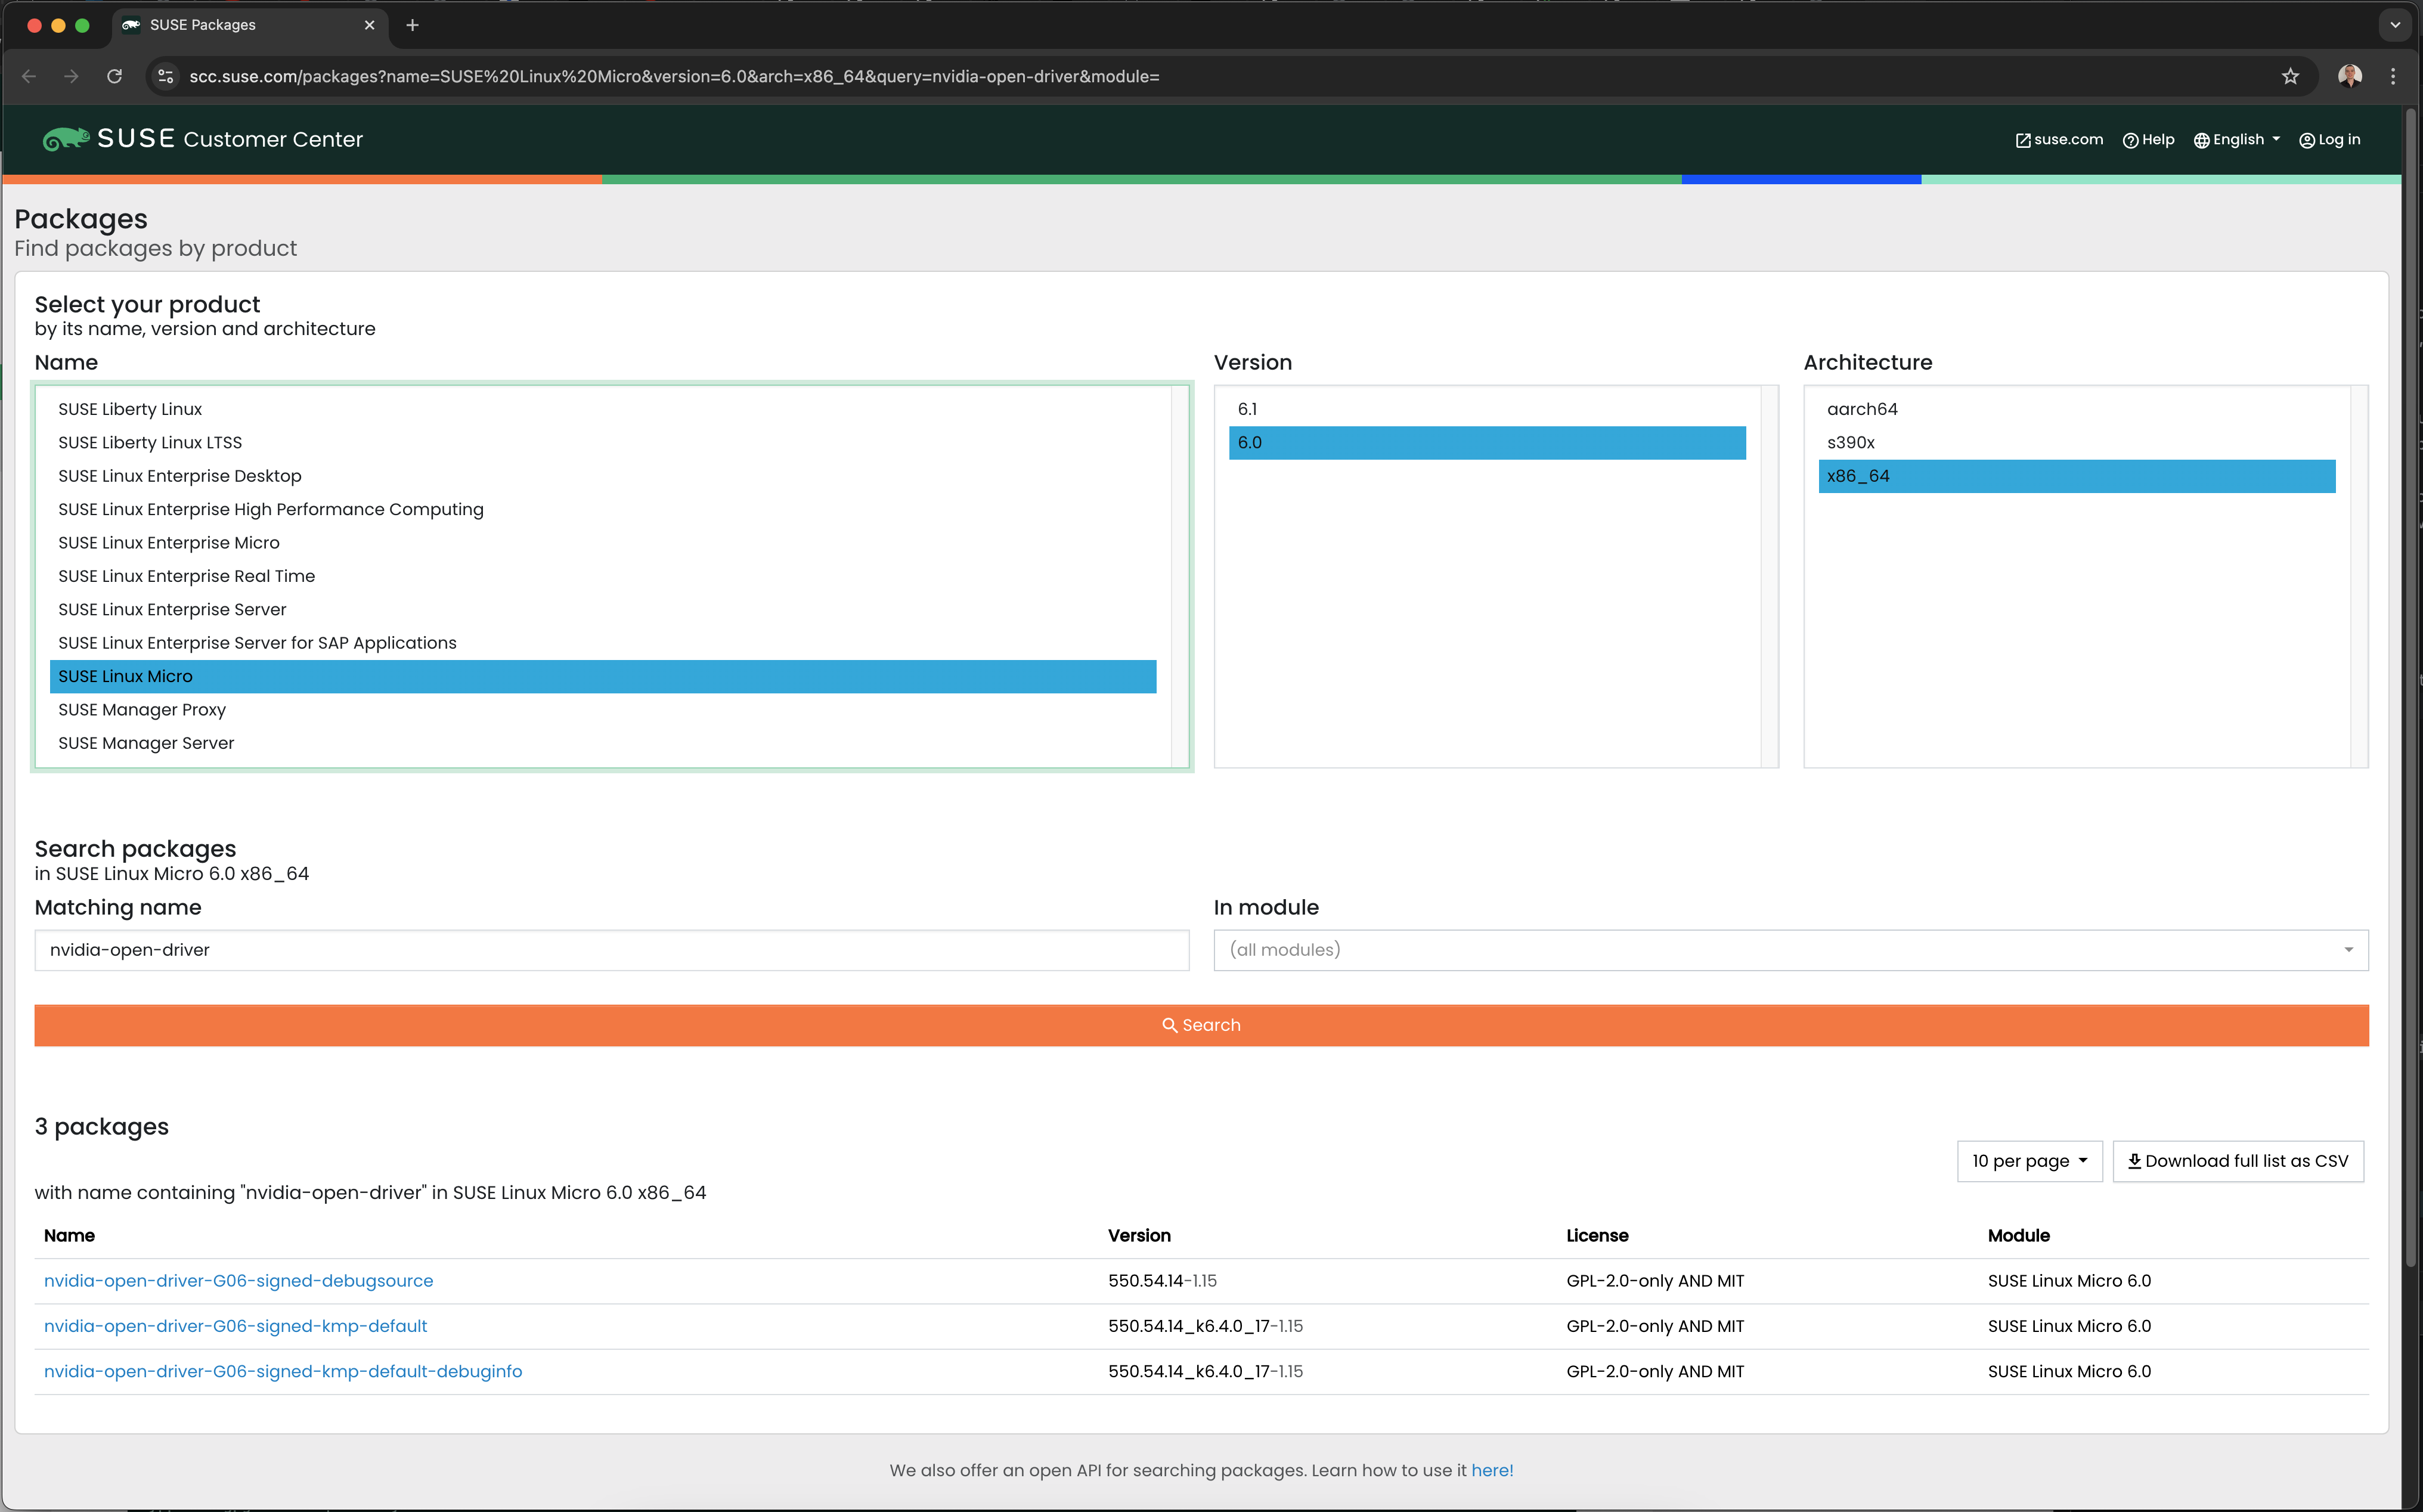 SUSE Packages
scc.suse.com/packages?name=SUSE%20Linux%20Micro&version=6.0&arch=x86_64&query=nvidia-open-driver&module=
SUSE Customer Center
suse.com Help English Log in
Packages
Find packages by product
Select your product
by its name, version and architecture
Name
SUSE Liberty Linux
SUSE Liberty Linux LTSS
SUSE Linux Enterprise Desktop
SUSE Linux Enterprise High Performance Computing
SUSE Linux Enterprise Micro
SUSE Linux Enterprise Real Time
SUSE Linux Enterprise Server
SUSE Linux Enterprise Server for SAP Applications
SUSE Linux Micro
SUSE Manager Proxy
SUSE Manager Server
Version
6.1
6.0
Architecture
aarch64
s390x
x86_64
Search packages
in SUSE Linux Micro 6.0 x86_64
Matching name
nvidia-open-driver
In module
(all modules)
Search
3 packages
10 per page
Download full list as CSV
with name containing "nvidia-open-driver" in SUSE Linux Micro 6.0 x86_64
Name Version License Module
nvidia-open-driver-G06-signed-debugsource 550.54.14-1.15 GPL-2.0-only AND MIT SUSE Linux Micro 6.0
nvidia-open-driver-G06-signed-kmp-default 550.54.14_k6.4.0_17-1.15 GPL-2.0-only AND MIT SUSE Linux Micro 6.0
nvidia-open-driver-G06-signed-kmp-default-debuginfo 550.54.14_k6.4.0_17-1.15 GPL-2.0-only AND MIT SUSE Linux Micro 6.0
We also offer an open API for searching packages. Learn how to use it here!